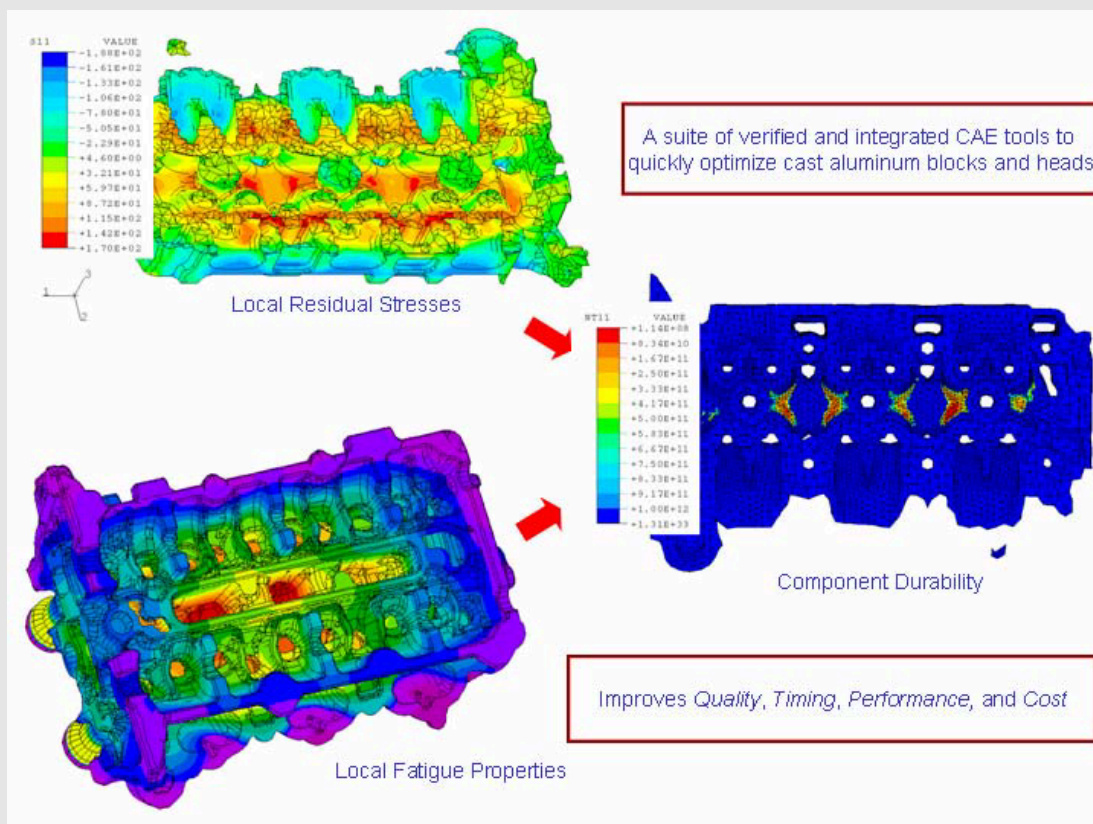 S11 VALUE
-1.88E+02
-1.61E+02
-1.33E+02
-1.06E+02
-7.80E+01
-5.05E+01
-2.29E+01
+4.60E+00
+3.21E+01
+5.97E+01
+8.72E+01
+1.15E+02
+1.42E+02
+1.70E+02
1
3
2
Local Residual Stresses
A suite of verified and integrated CAE tools to
quickly optimize cast aluminum blocks and heads
VALUE
+1.14E+08
+8.34E+10
+1.67E+11
+2.50E+11
+3.33E+11
+4.17E+11
+5.00E+11
+5.83E+11
+6.67E+11
+7.50E+11
+8.33E+11
+9.17E+11
+1.00E+12
+1.31E+33
Component Durability
Local Fatigue Properties
Improves Quality, Timing, Performance, and Cost